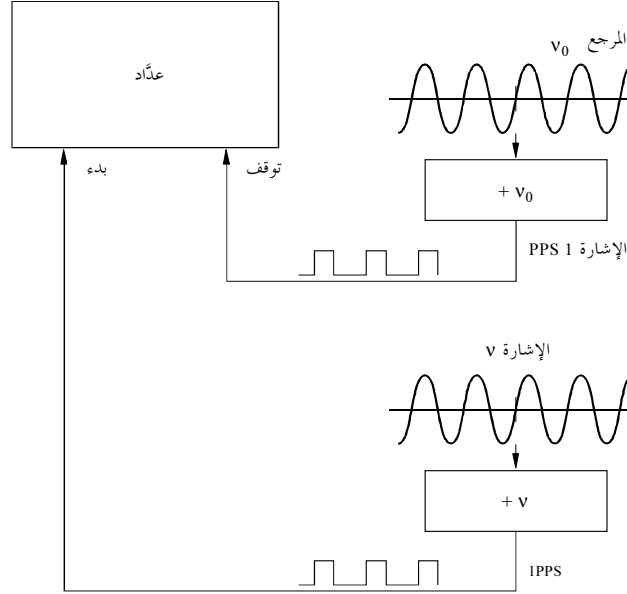 المرجع ν0
عدَّاد
بدء
توقف
+ ν0
الإشارة 1 PPS
الإشارة ν
+ ν
1PPS